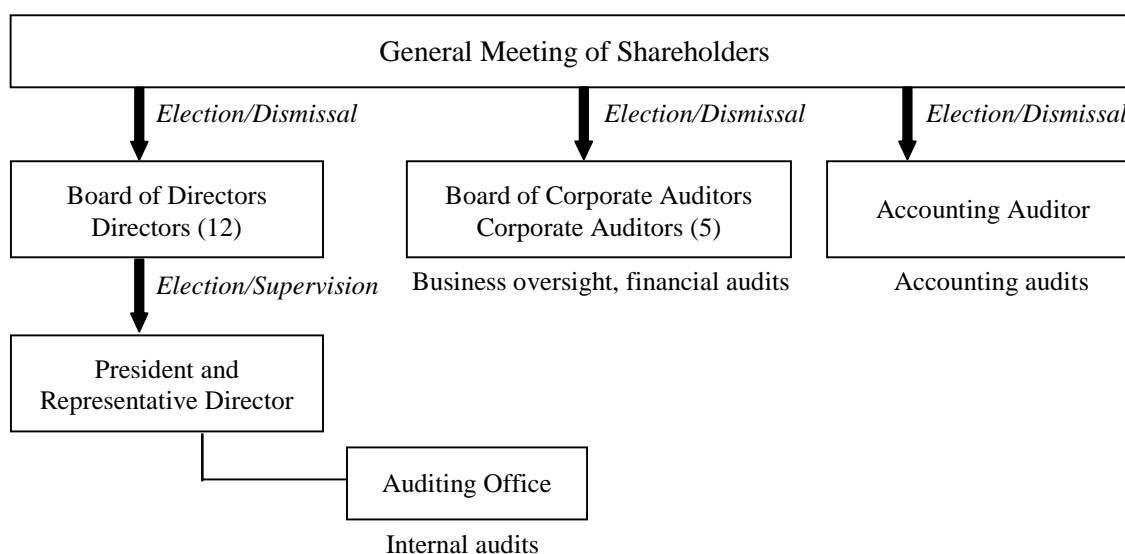 General Meeting of Shareholders
Election/Dismissal
Election/Dismissal
Election/Dismissal
Board of Directors
Directors (12)
Board of Corporate Auditors
Corporate Auditors (5)
Accounting Auditor
Election/Supervision
Business oversight, financial audits
Accounting audits
President and
Representative Director
Auditing Office
Internal audits